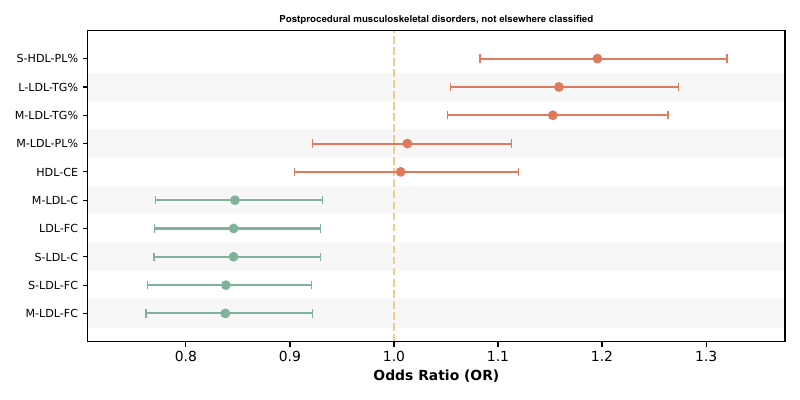 Postprocedural musculoskeletal disorders, not elsewhere classified
S-HDL-PL%
L-LDL-TG%
M-LDL-TG%
M-LDL-PL%
HDL-CE
M-LDL-C
LDL-FC
S-LDL-C
S-LDL-FC
M-LDL-FC
0.8 0.9 1.0 1.1 1.2 1.3
Odds Ratio (OR)